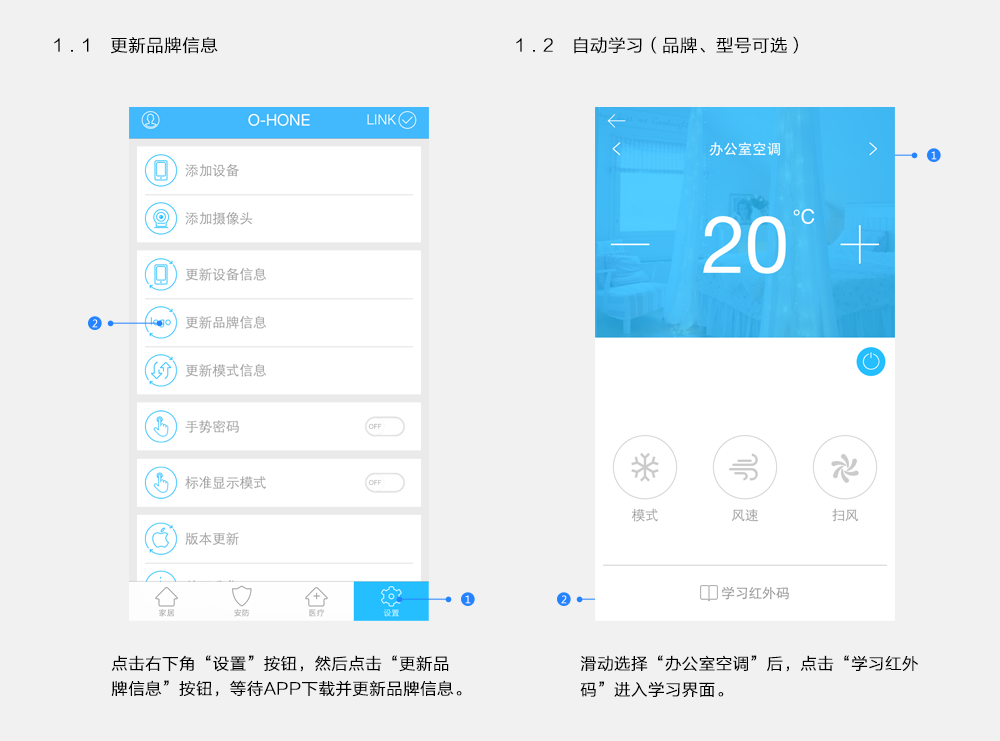 1.1 更新品牌信息
1.2 自动学习(品牌、型号可选)
O-HONE
LINK
添加设备
添加摄像头
更新设备信息
2
logo
更新品牌信息
更新模式信息
手势密码
OFF
标准显示模式
OFF
版本更新
家居
安防
医疗
设置
1
点击右下角“设置”按钮，然后点击“更新品
牌信息”按钮，等待APP下载并更新品牌信息。
办公室空调
1
20
°C
模式
风速
扫风
2
学习红外码
滑动选择“办公室空调”后，点击“学习红外
码”进入学习界面。